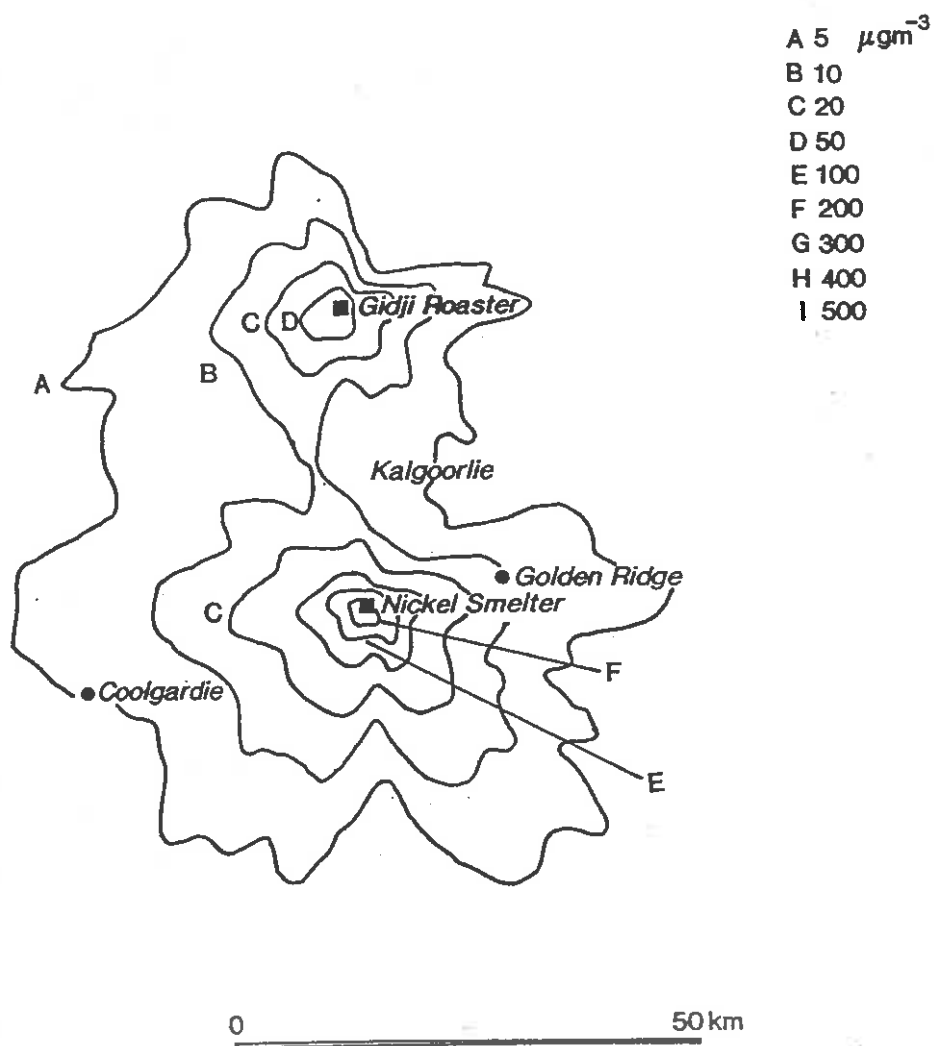 A 5 μgm⁻³
B 10
C 20
D 50
E 100
F 200
G 300
H 400
I 500
C D Gidji Roaster
B
A
Kalgoorlie
Golden Ridge
C Nickel Smelter
F
Coolgardie
E
0 50 km